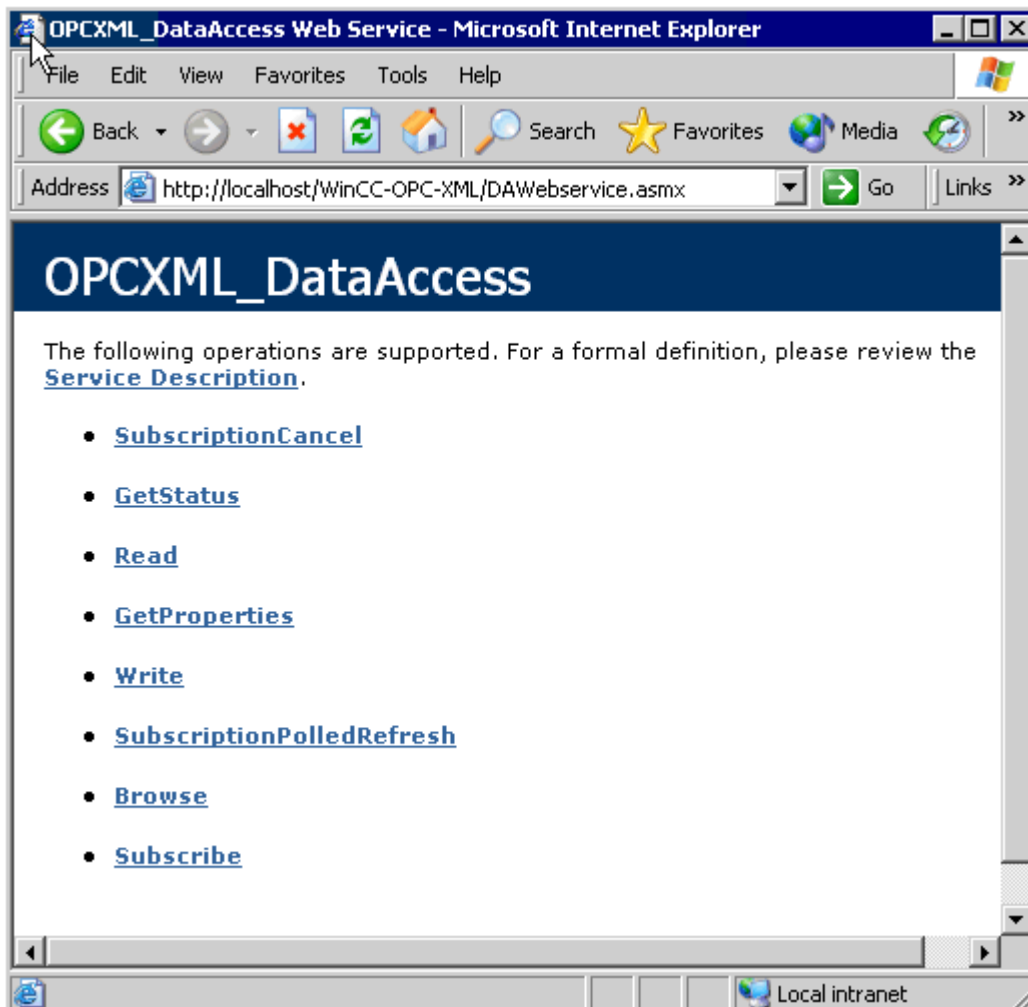 OPCXML_DataAccess Web Service - Microsoft Internet Explorer
File Edit View Favorites Tools Help
Back Search Favorites Media »
Address http://localhost/WinCC-OPC-XML/DAWebservice.asmx Go Links »
OPCXML_DataAccess
The following operations are supported. For a formal definition, please review the
Service Description.
• SubscriptionCancel
• GetStatus
• Read
• GetProperties
• Write
• SubscriptionPolledRefresh
• Browse
• Subscribe
Local intranet